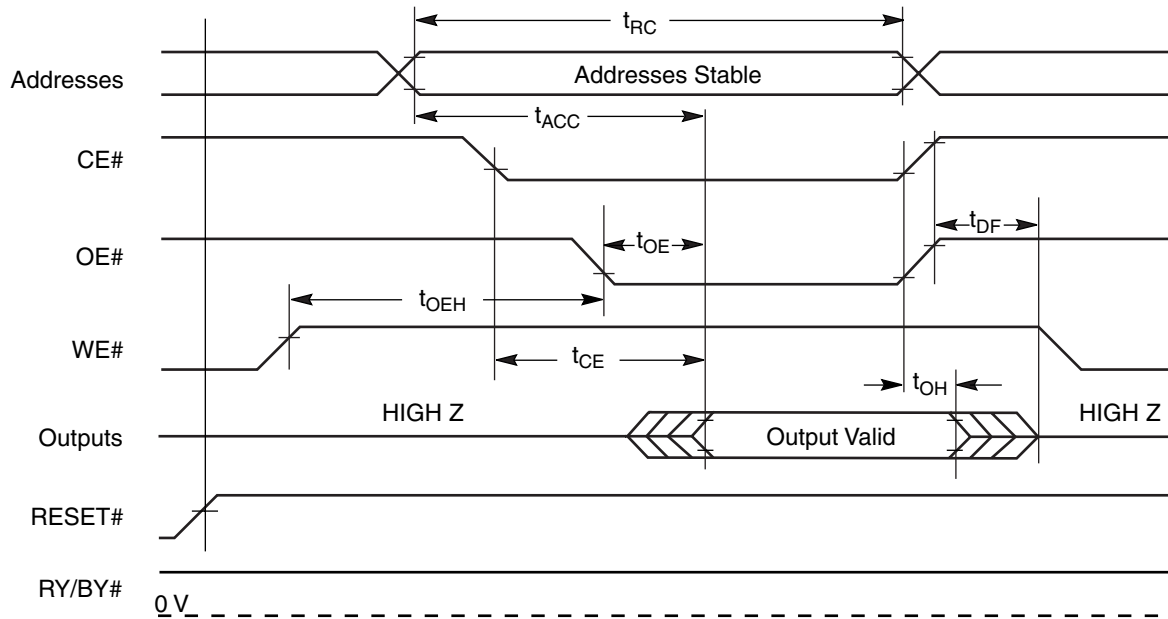 tRC
Addresses
Addresses Stable
tACC
CE#
tDF
OE#
tOE
tOEH
WE#
tCE
tOH
HIGH Z
HIGH Z
Outputs
Output Valid
RESET#
RY/BY#
0 V